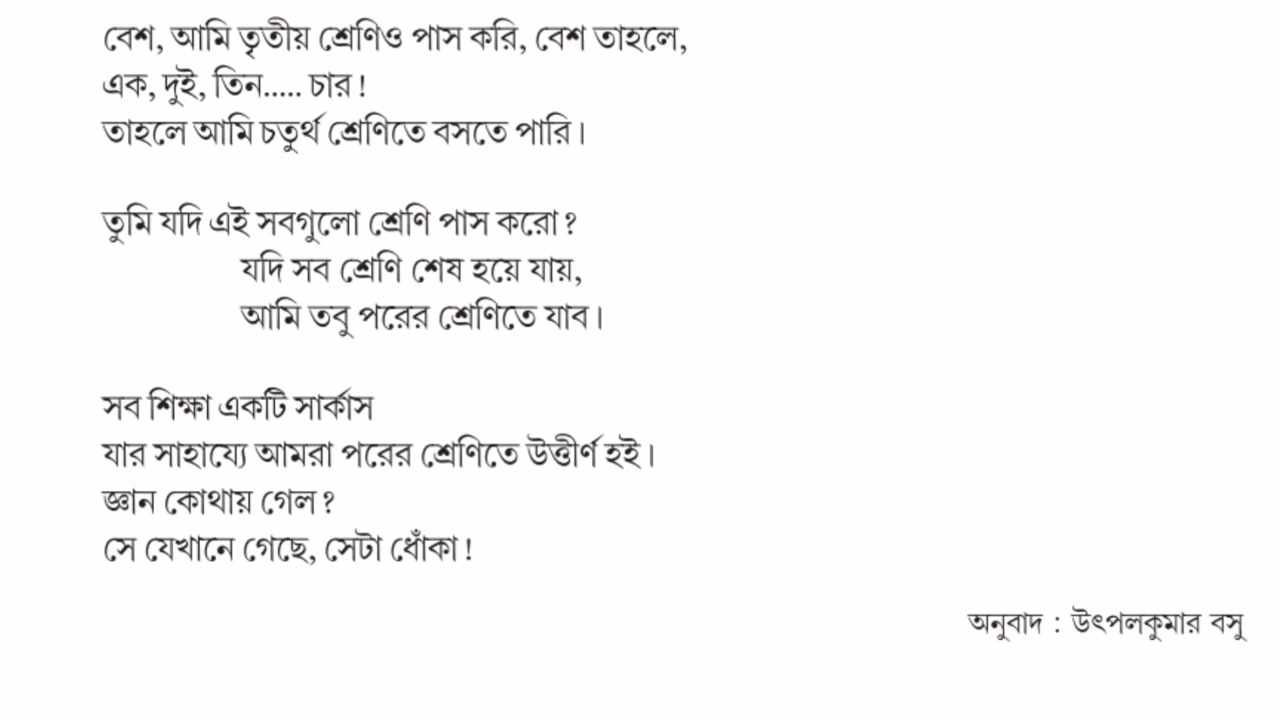 বেশ, আমি তৃতীয় শ্রেণিও পাস করি, বেশ তাহলে,
এক, দুই, তিন..... চার!
তাহলে আমি চতুর্থ শ্রেণিতে বসতে পারি।
তুমি যদি এই সবগুলো শ্রেণি পাস করো?
যদি সব শ্রেণি শেষ হয়ে যায়,
আমি তবু পরের শ্রেণিতে যাব।
সব শিক্ষা একটি সার্কাস
যার সাহায্যে আমরা পরের শ্রেণিতে উত্তীর্ণ হই।
জ্ঞান কোথায় গেল?
সে যেখানে গেছে, সেটা ধোঁকা!
অনুবাদ : উৎপলকুমার বসু